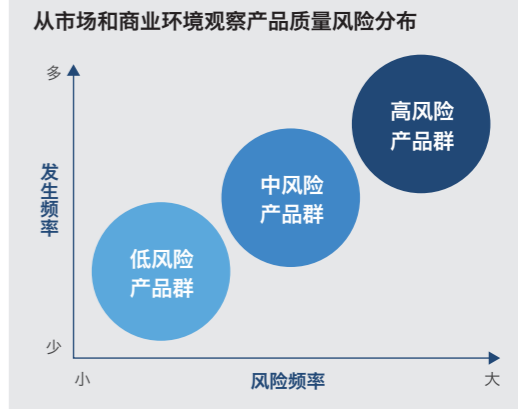 从市场和商业环境观察产品质量风险分布
多
高风险
产品群
中风险
产品群
发生频率
低风险
产品群
少
小
风险频率
大